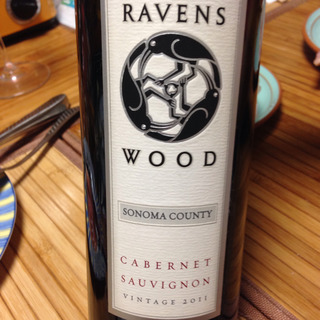 RAVENS
WOOD
SONOMA COUNTY
CABERNET
SAUVIGNON
VINTAGE 2011